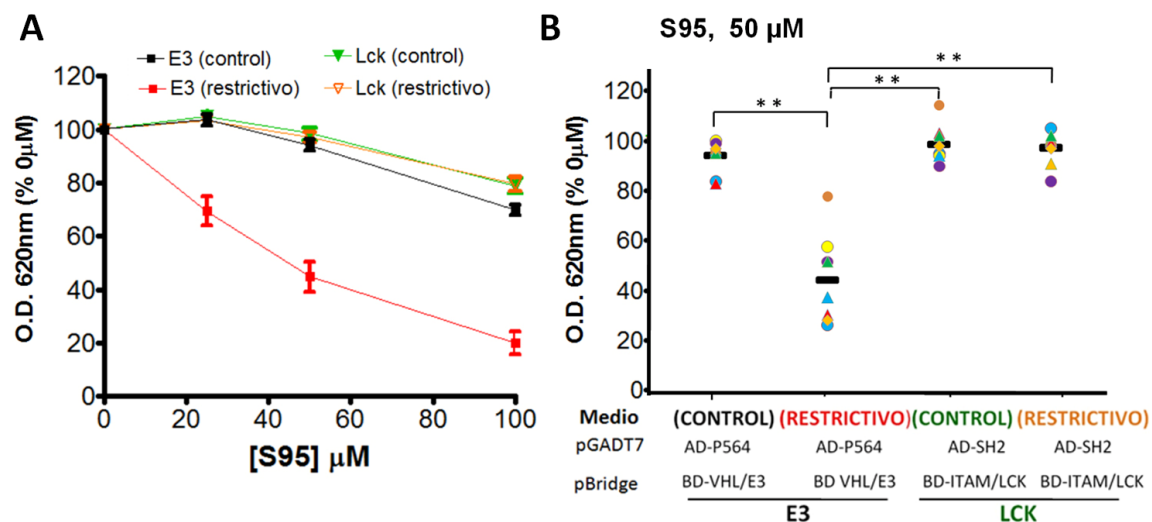 A
E3 (control)
E3 (restrictivo)
Lck (control)
Lck (restrictivo)
O.D. 620nm (% 0µM)
120
100
80
60
40
20
0
0 20 40 60 80 100
[S95] µM
B
S95, 50 µM
**
**
**
O.D. 620nm (% 0µM)
120
100
80
60
40
20
0
Medio (CONTROL) (RESTRICTIVO) (CONTROL) (RESTRICTIVO)
pGADT7 AD-P564 AD-P564 AD-SH2 AD-SH2
pBridge BD-VHL/E3 BD VHL/E3 BD-ITAM/LCK BD-ITAM/LCK
E3 LCK